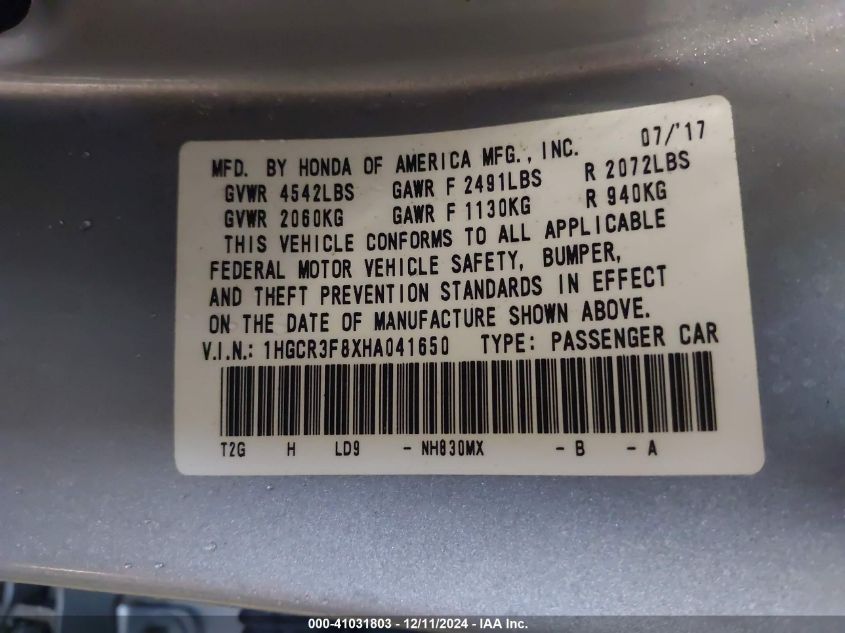 07/'17
MFD. BY HONDA OF AMERICA MFG., INC.
GVWR 4542LBS GAWR F 2491LBS R 2072LBS
GVWR 2060KG GAWR F 1130KG R 940KG
THIS VEHICLE CONFORMS TO ALL APPLICABLE
FEDERAL MOTOR VEHICLE SAFETY, BUMPER,
AND THEFT PREVENTION STANDARDS IN EFFECT
ON THE DATE OF MANUFACTURE SHOWN ABOVE.
V.I.N.: 1HGCR3F8XHA041650 TYPE: PASSENGER CAR
T2G H LD9 - NH830MX - B - A
000-41031803 - 12/11/2024 - IAA Inc.